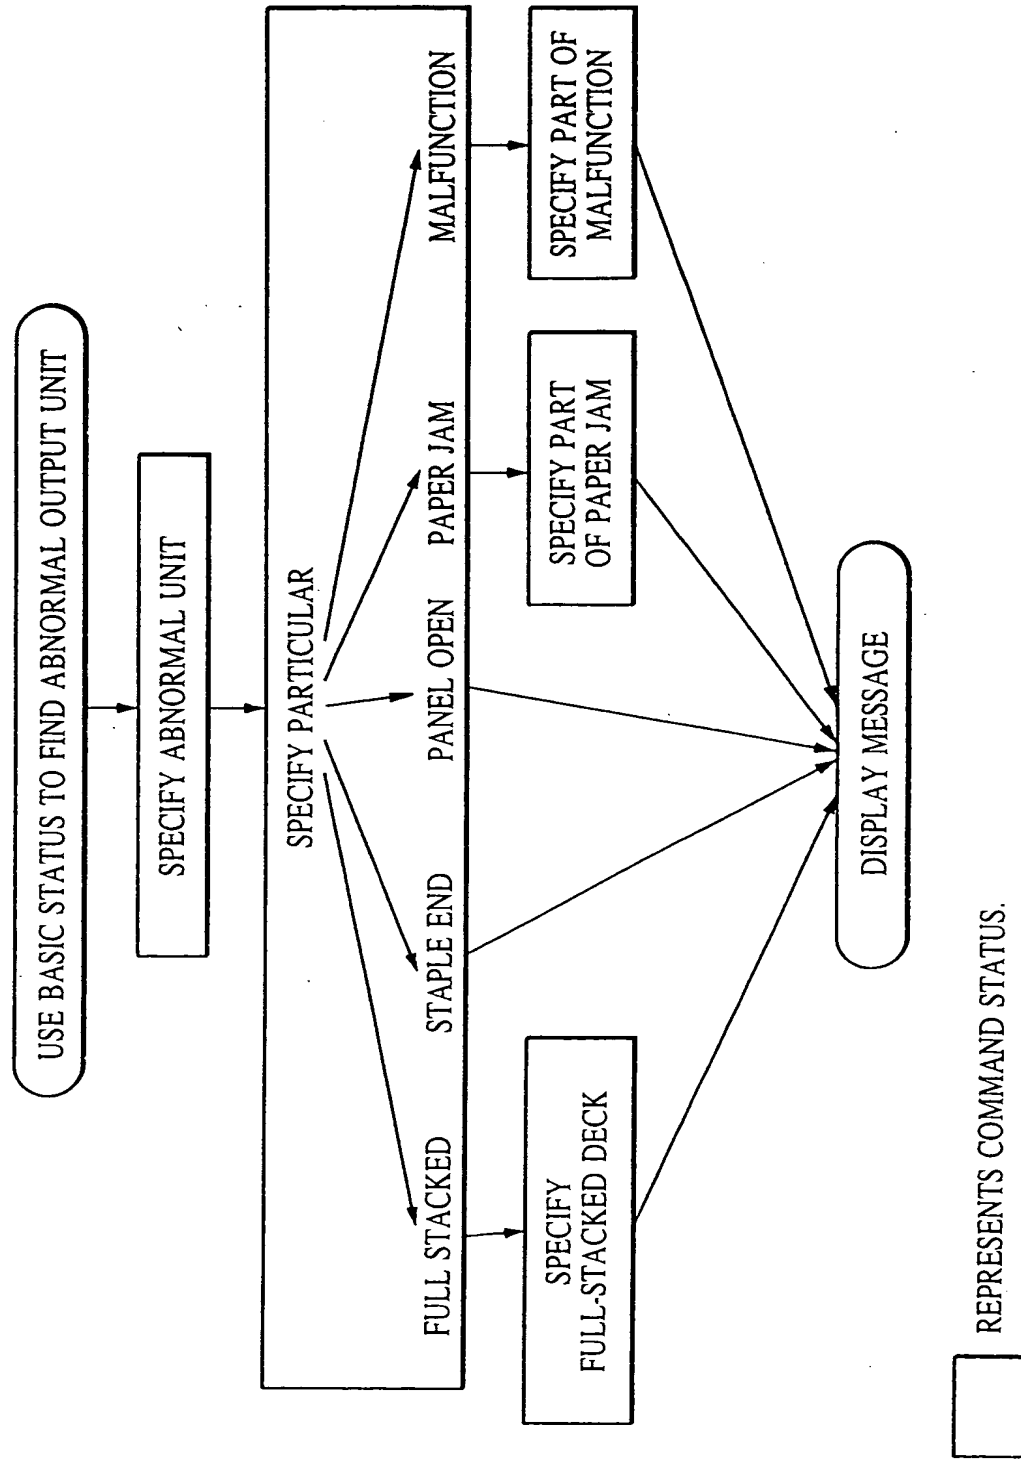 USE BASIC STATUS TO FIND ABNORMAL OUTPUT UNIT
SPECIFY ABNORMAL UNIT
SPECIFY PARTICULAR
FULL STACKED
STAPLE END
PANEL OPEN
PAPER JAM
MALFUNCTION
SPECIFY
FULL-STACKED DECK
SPECIFY PART
OF PAPER JAM
SPECIFY PART OF
MALFUNCTION
DISPLAY MESSAGE
REPRESENTS COMMAND STATUS.